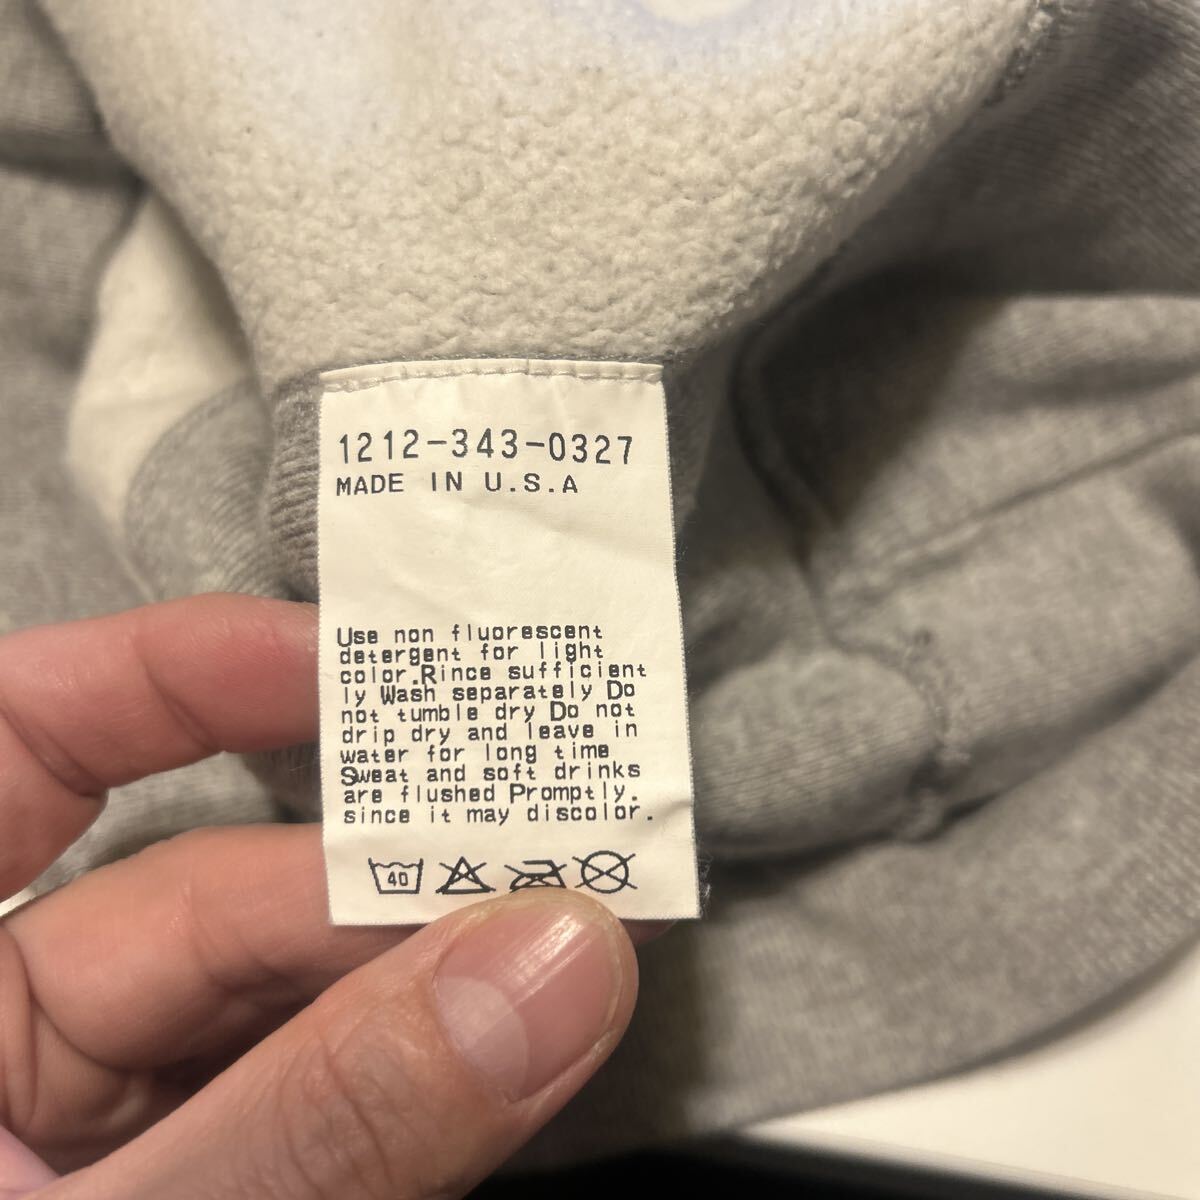 1212-343-0327
MADE IN U.S.A
Use non fluorescent
detergent for light
color.Rince sufficient
ly Wash separately Do
not tumble dry Do not
drip dry and leave in
water for long time
Sweat and soft drinks
are flushed Promptly.
since it may discolor.
40